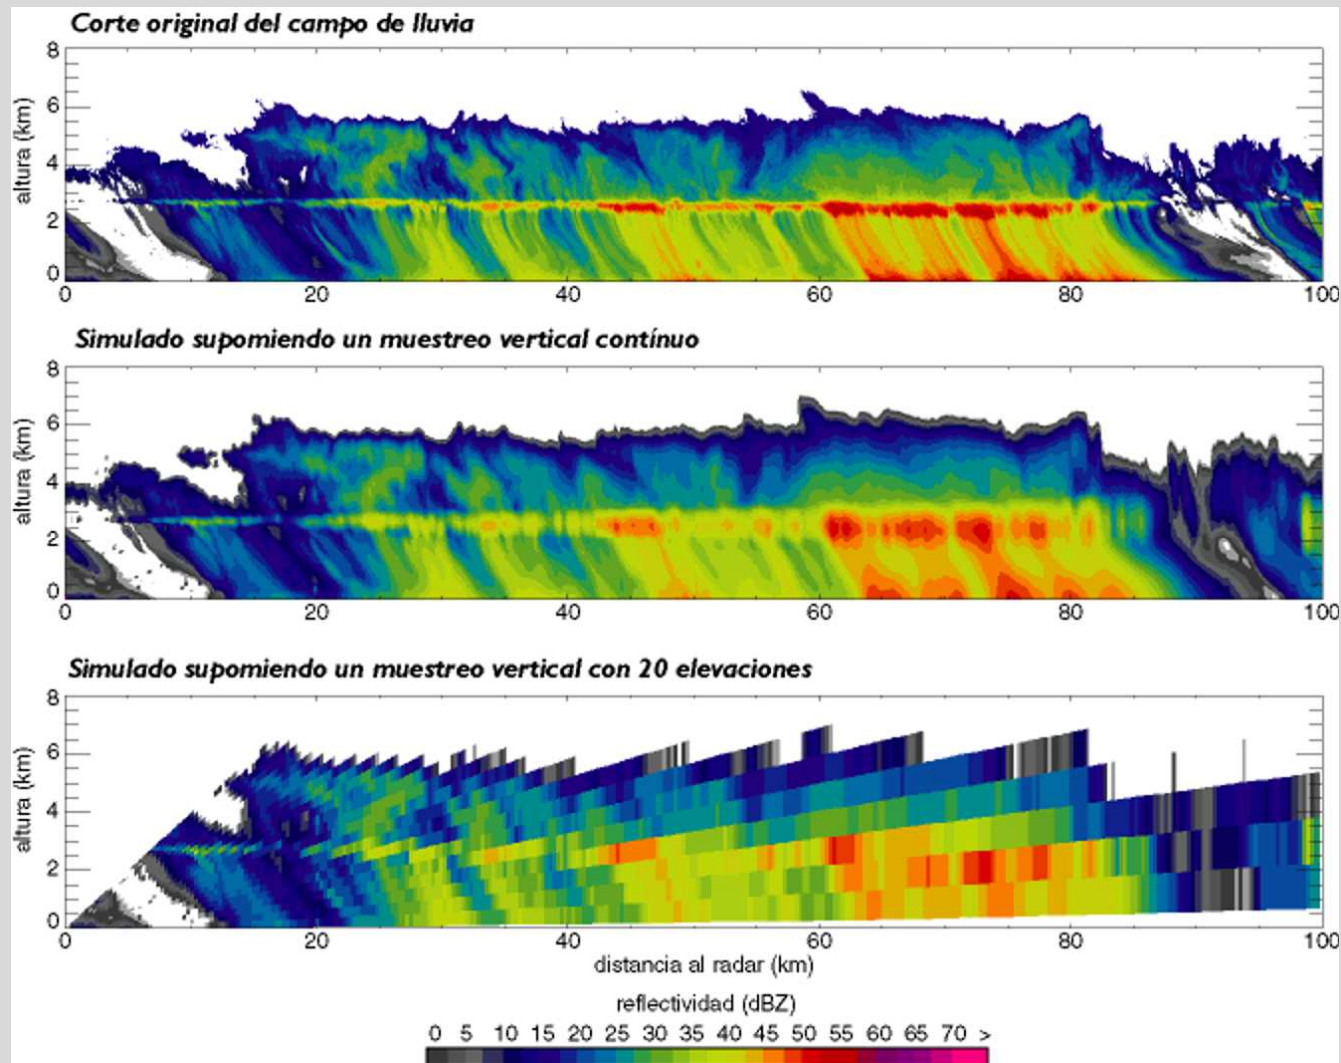 Corte original del campo de lluvia
8
6
4
2
0
altura (km)
0 20 40 60 80 100
Simulado supomiendo un muestreo vertical contínuo
8
6
4
2
0
altura (km)
0 20 40 60 80 100
Simulado supomiendo un muestreo vertical con 20 elevaciones
8
6
4
2
0
altura (km)
0 20 40 60 80 100
distancia al radar (km)
reflectividad (dBZ)
0 5 10 15 20 25 30 35 40 45 50 55 60 65 70 >